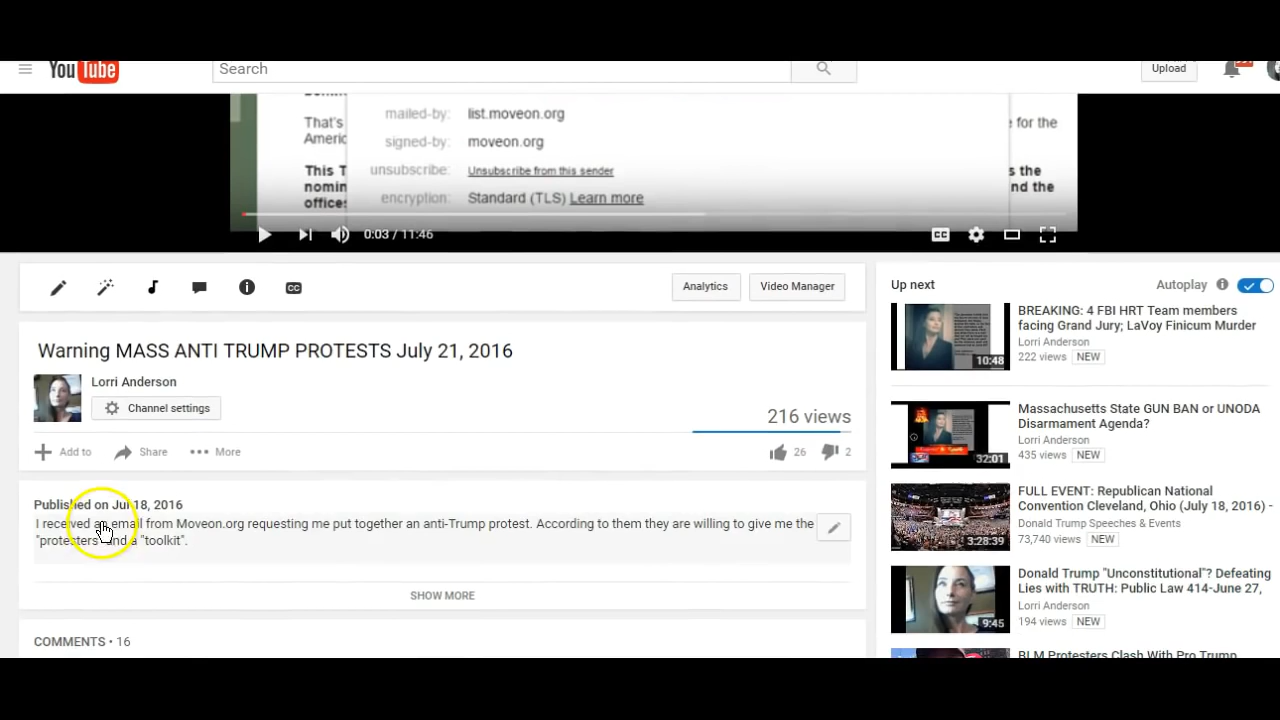 YouTube
Search
Upload
mailed-by: list.moveon.org
That's
for the
Americ
signed-by: moveon.org
This T
unsubscribe: Unsubscribe from this sender
s the
nomin
nd the
offices
encryption: Standard (TLS) Learn more
0:03 / 11:46
CC
CC
Analytics
Video Manager
Warning MASS ANTI TRUMP PROTESTS July 21, 2016
Lorri Anderson
Channel settings
216 views
Add to
Share
More
26
2
Published on Jul 18, 2016
I received an email from Moveon.org requesting me put together an anti-Trump protest. According to them they are willing to give me the
"protesters" and a "toolkit".
SHOW MORE
COMMENTS • 16
Up next
Autoplay
BREAKING: 4 FBI HRT Team members
facing Grand Jury; LaVoy Finicum Murder
Lorri Anderson
222 views NEW
10:48
Massachusetts State GUN BAN or UNODA
Disarmament Agenda?
Lorri Anderson
435 views NEW
32:01
FULL EVENT: Republican National
Convention Cleveland, Ohio (July 18, 2016) -
Donald Trump Speeches & Events
73,740 views NEW
3:28:39
Donald Trump "Unconstitutional"? Defeating
Lies with TRUTH: Public Law 414-June 27,
Lorri Anderson
194 views NEW
9:45
BLM Protesters Clash With Pro Trump